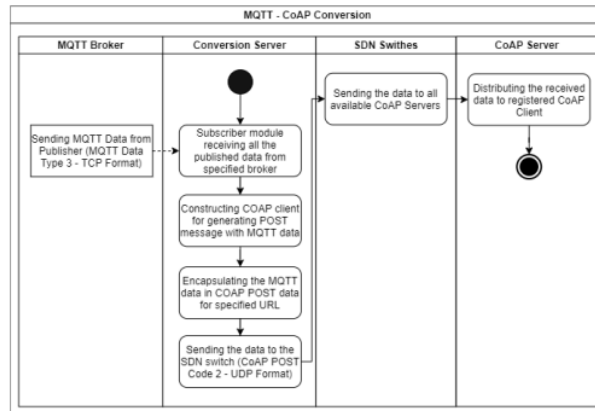 MQTT - CoAP Conversion
MQTT Broker
Conversion Server
SDN Swithes
CoAP Server
Sending MQTT Data from
Publisher (MQTT Data
Type 3 - TCP Format)
Subscriber module
receiving all the
published data from
specified broker
Constructing COAP client
for generating POST
message with MQTT data
Encapsulating the MQTT
data in COAP POST data
for specified URL
Sending the data to the
SDN switch (CoAP POST
Code 2 - UDP Format)
Sending the data to all
available CoAP Servers
Distributing the received
data to registered CoAP
Client